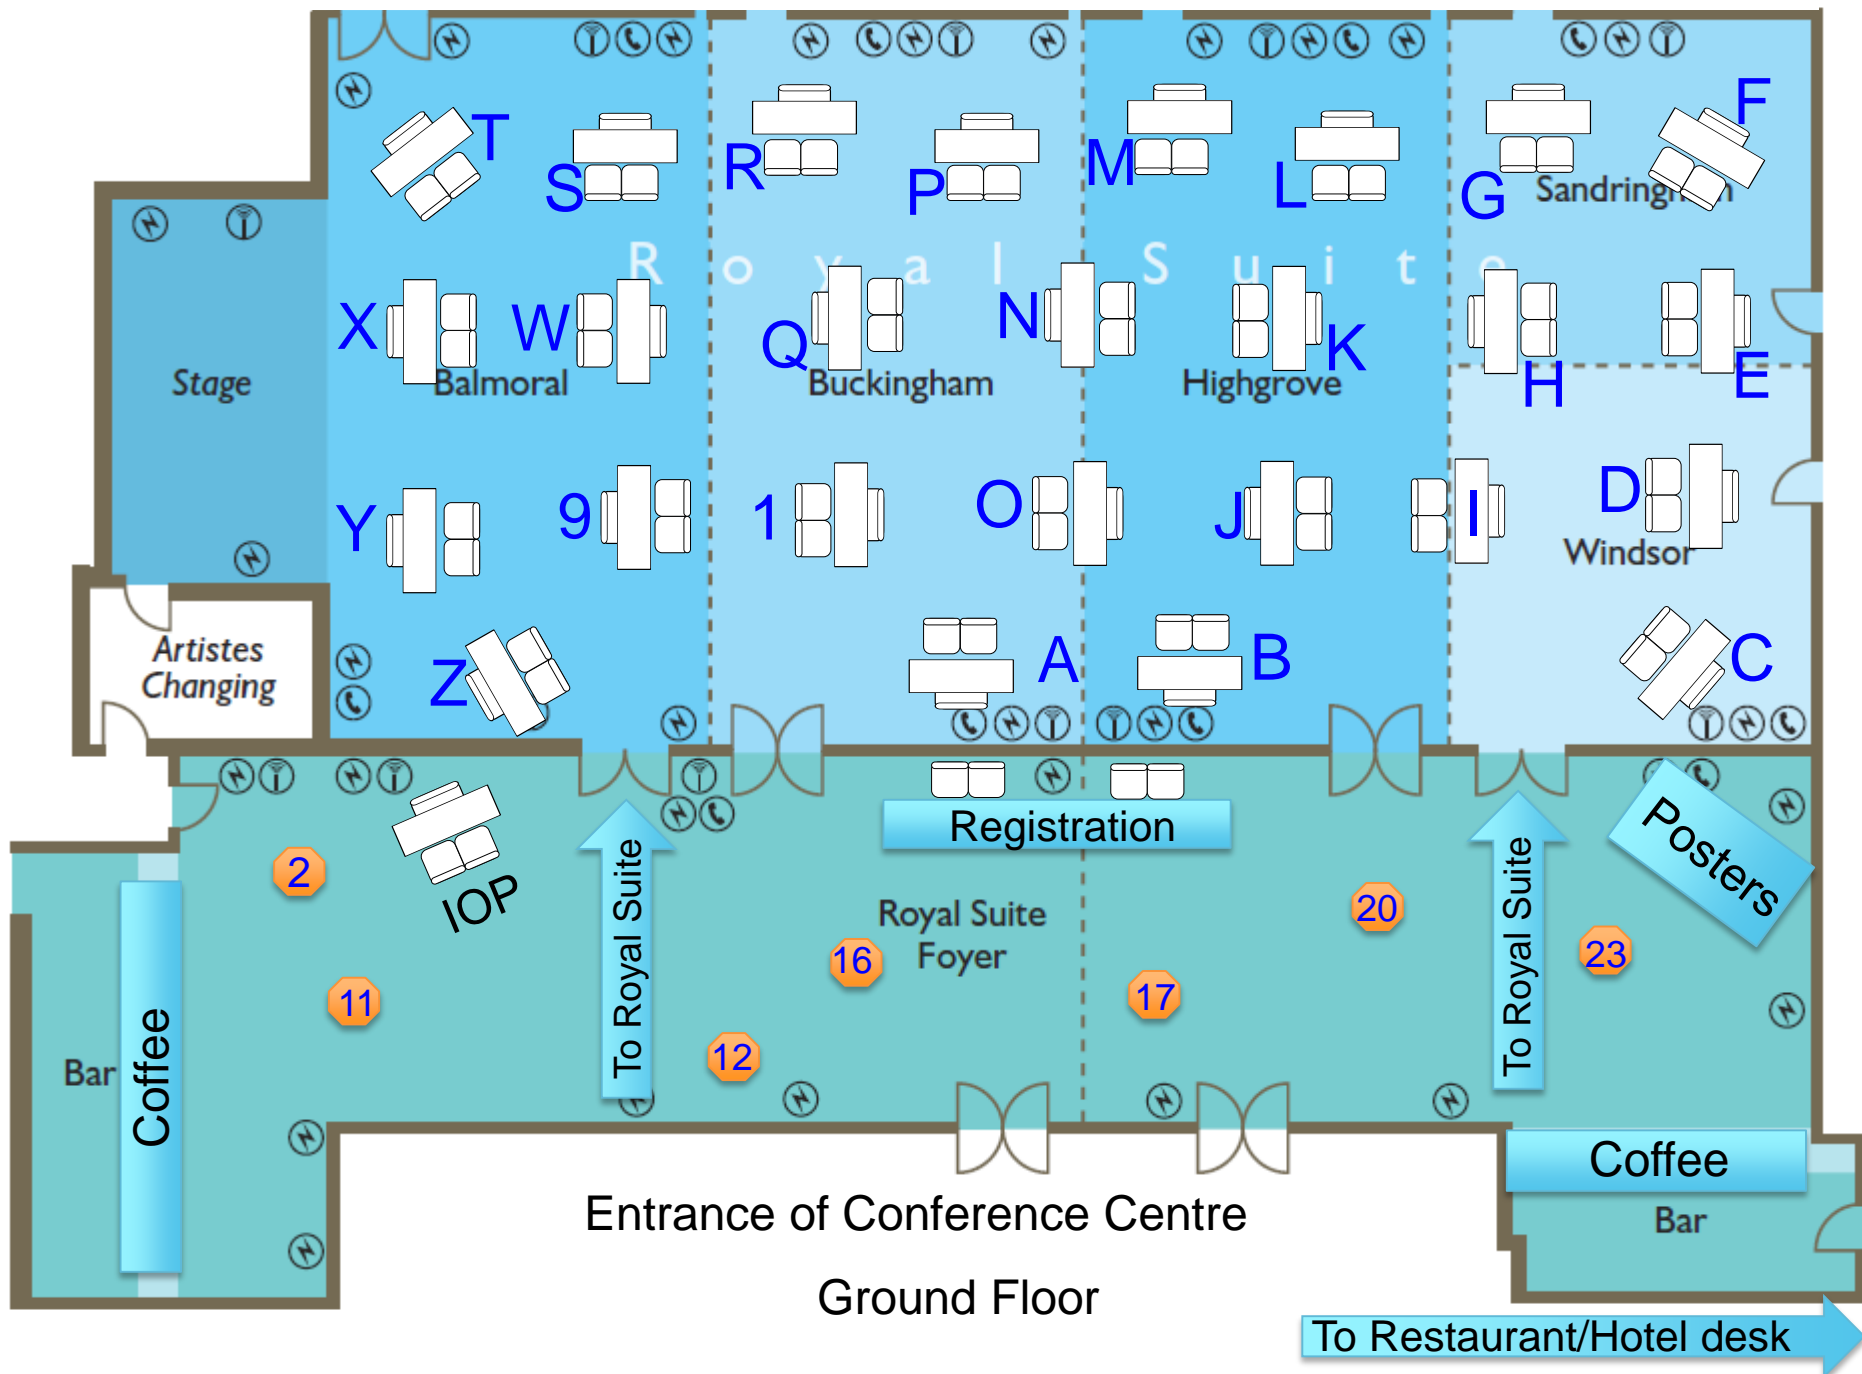 T
S
R
P
M
L
G
F
Sandringham
Royal Suite
X
W
Q
N
K
H
E
Stage
Balmoral
Buckingham
Highgrove
Y
9
1
O
J
I
D
Windsor
Artistes
Changing
Z
A
B
C
Registration
Posters
2
IOP
To Royal Suite
Royal Suite
Foyer
20
To Royal Suite
23
16
17
11
12
Bar
Coffee
Coffee
Bar
Entrance of Conference Centre
Ground Floor
To Restaurant/Hotel desk